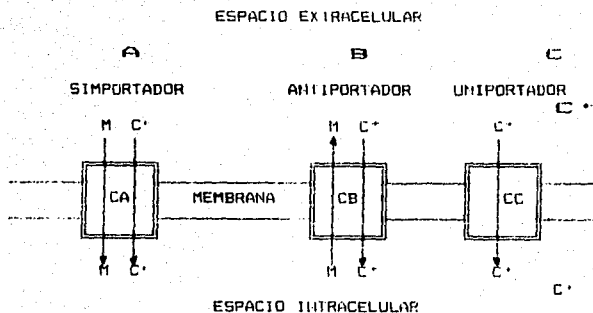 ESPACIO EXTRACELULAR
A B C
SIMPORTADOR ANTIPORTADOR UNIPORTADOR
C +
M C+ M C+ C+
CA MEMBRANA CB CC
M C+ M C+ C+
C+
ESPACIO INTRACELULAR